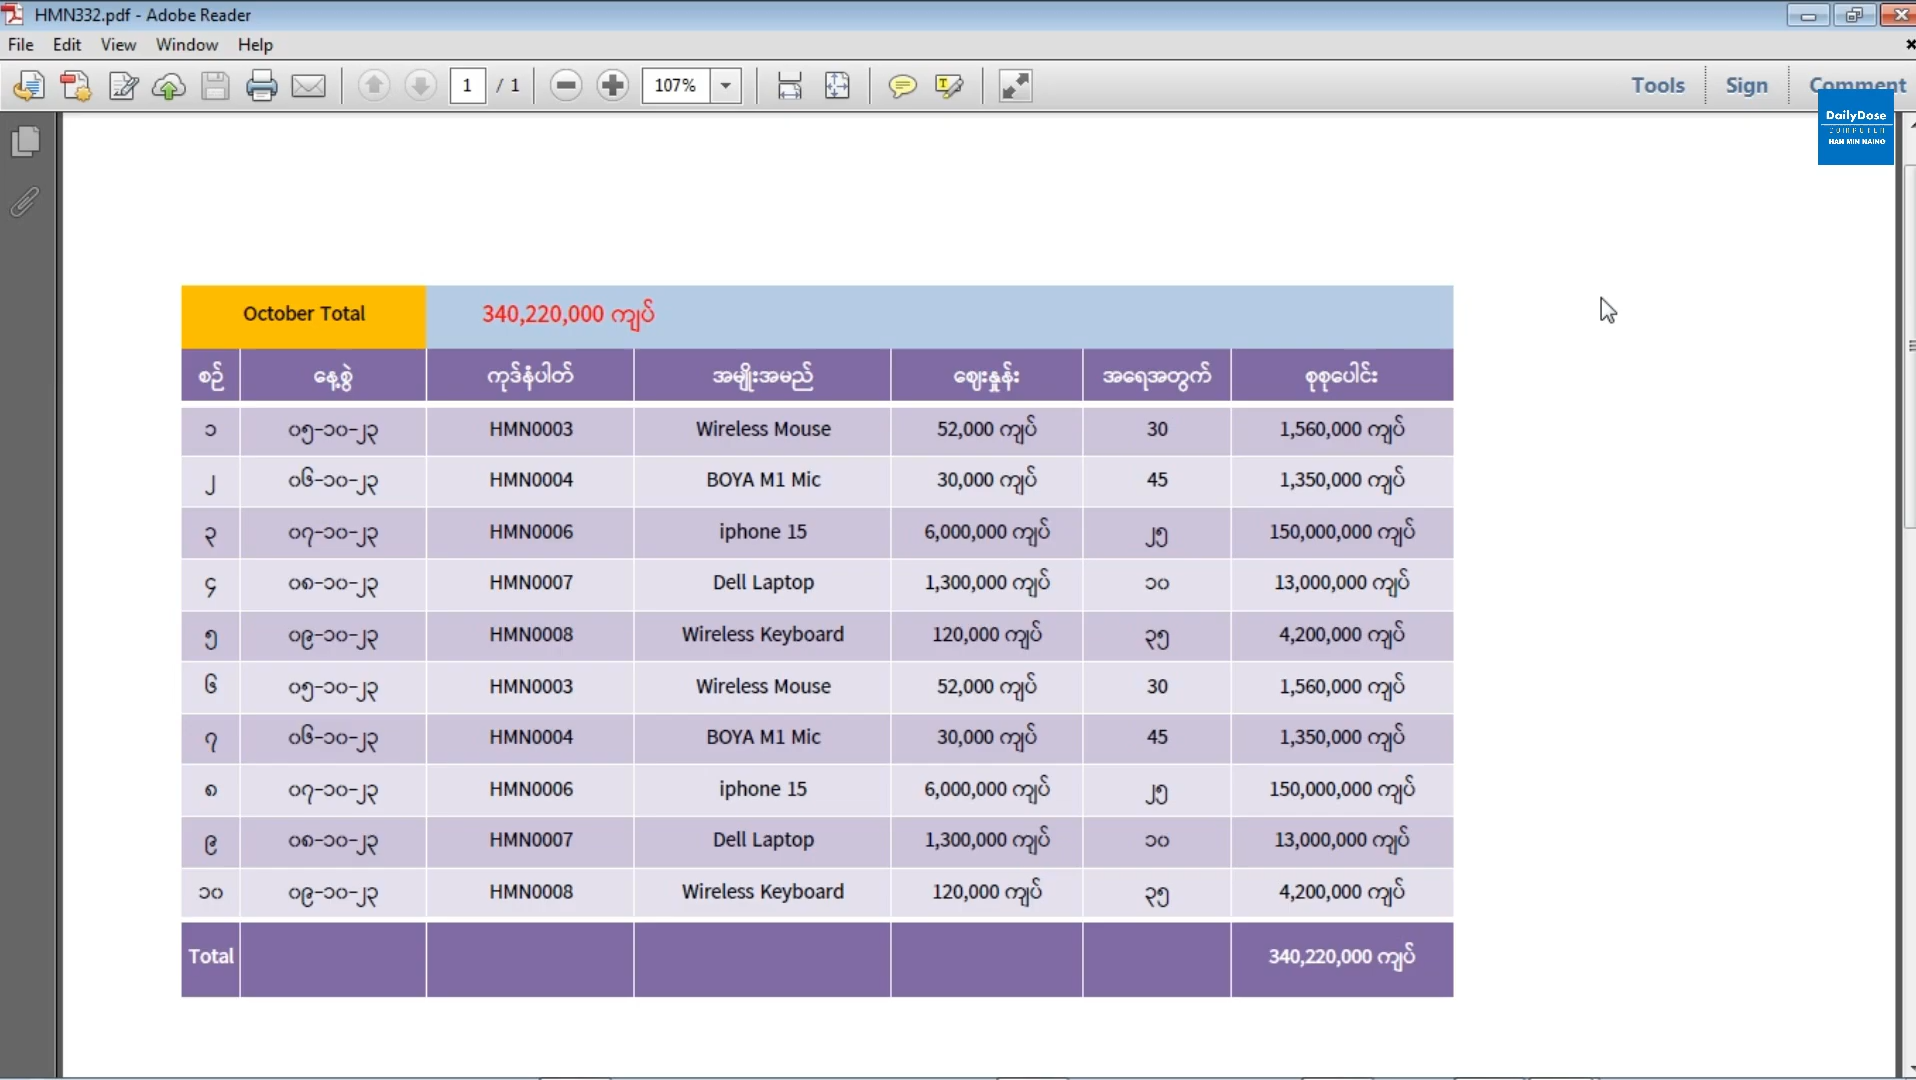 HMN332.pdf - Adobe Reader
File Edit View Window Help
1 / 1 107% Tools Sign Comment
DailyDose
COMPUTER
HAN MIN NAING
October Total 340,220,000 ကျပ်
စဉ် နေ့စွဲ ကုဒ်နံပါတ် အမျိုးအမည် ဈေးနှုန်း အရေအတွက် စုစုပေါင်း
၁ ၀၅-၁၀-၂၃ HMN0003 Wireless Mouse 52,000 ကျပ် 30 1,560,000 ကျပ်
၂ ၀၆-၁၀-၂၃ HMN0004 BOYA M1 Mic 30,000 ကျပ် 45 1,350,000 ကျပ်
၃ ၀၇-၁၀-၂၃ HMN0006 iphone 15 6,000,000 ကျပ် ၂၅ 150,000,000 ကျပ်
၄ ၀၈-၁၀-၂၃ HMN0007 Dell Laptop 1,300,000 ကျပ် ၁၀ 13,000,000 ကျပ်
၅ ၀၉-၁၀-၂၃ HMN0008 Wireless Keyboard 120,000 ကျပ် ၃၅ 4,200,000 ကျပ်
၆ ၀၅-၁၀-၂၃ HMN0003 Wireless Mouse 52,000 ကျပ် 30 1,560,000 ကျပ်
၇ ၀၆-၁၀-၂၃ HMN0004 BOYA M1 Mic 30,000 ကျပ် 45 1,350,000 ကျပ်
၈ ၀၇-၁၀-၂၃ HMN0006 iphone 15 6,000,000 ကျပ် ၂၅ 150,000,000 ကျပ်
၉ ၀၈-၁၀-၂၃ HMN0007 Dell Laptop 1,300,000 ကျပ် ၁၀ 13,000,000 ကျပ်
၁၀ ၀၉-၁၀-၂၃ HMN0008 Wireless Keyboard 120,000 ကျပ် ၃၅ 4,200,000 ကျပ်
Total 340,220,000 ကျပ်